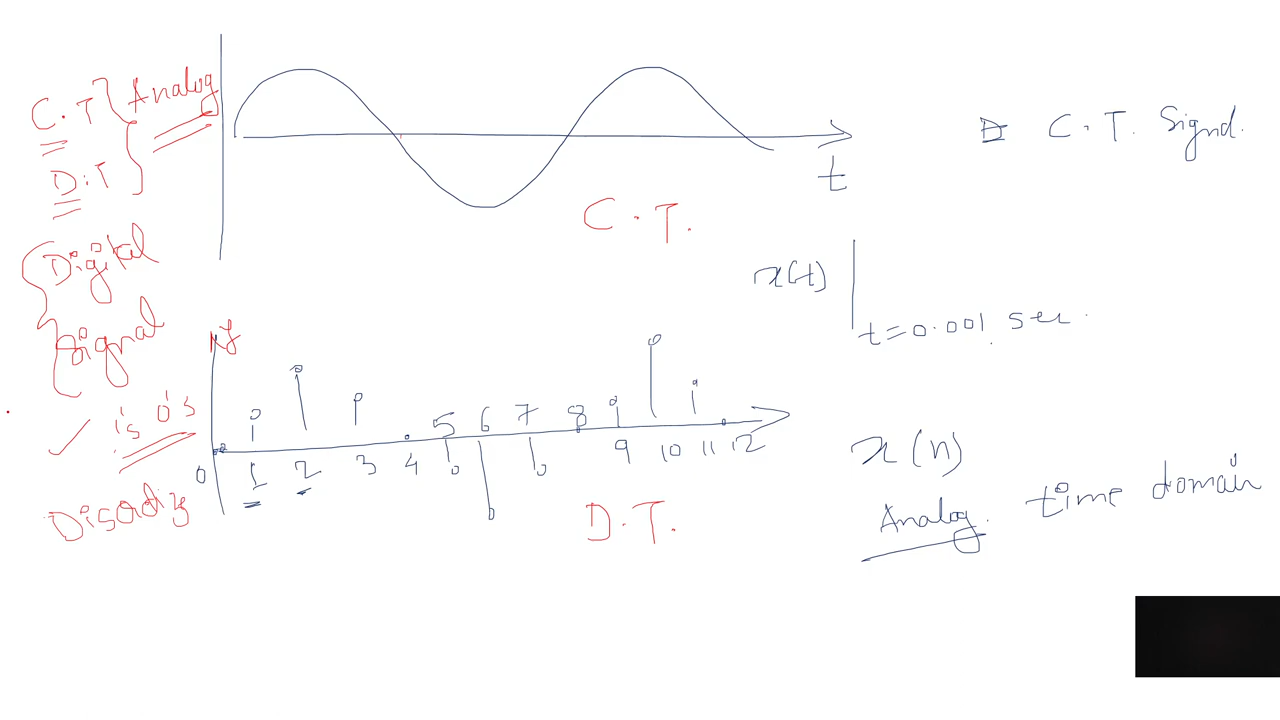 C.T } Analog
D.T
Digital
Signal
1's 0's
t
C.T.
D C.T. Signal.
x(t) | t=0.001 sec.
0 1 2 3 4 5 6 7 8 9 10 11 12
D.T.
x(n)
Analog. time domain